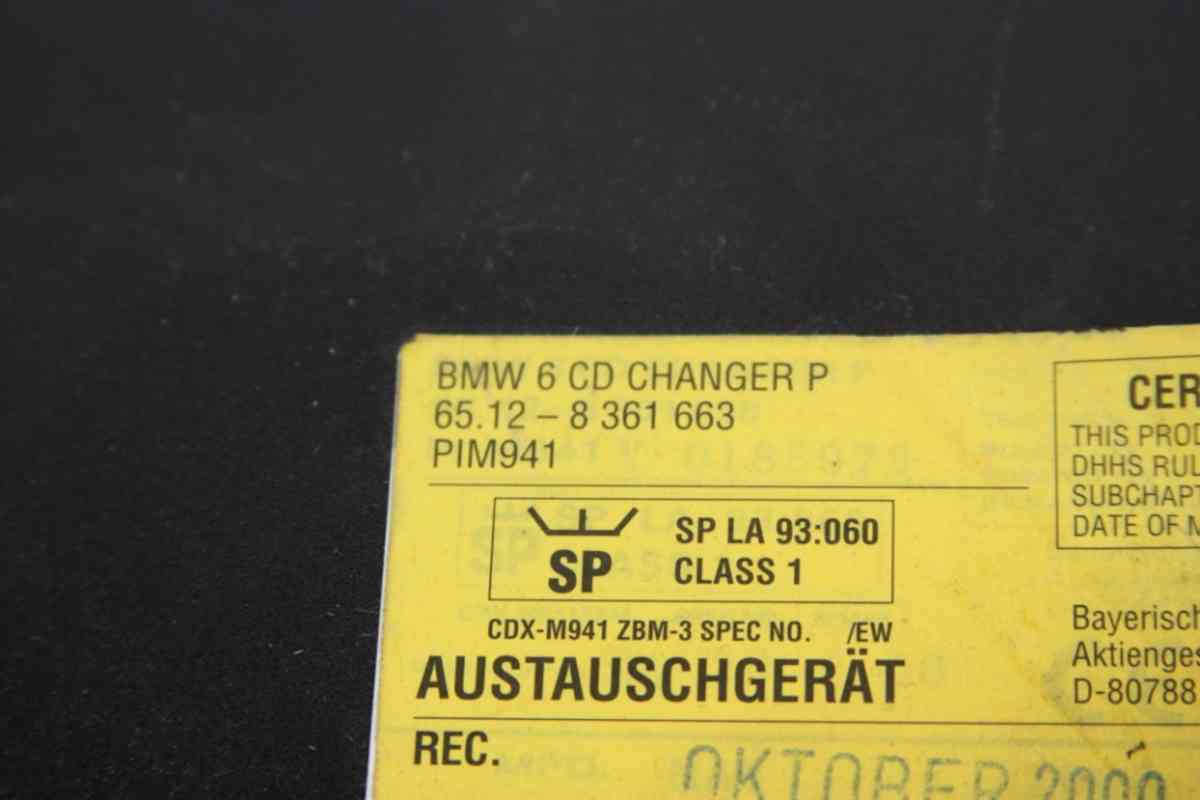 BMW 6 CD CHANGER P
65.12 – 8 361 663
PIM941
SP
SP LA 93:060
CLASS 1
CDX-M941 ZBM-3 SPEC NO. /EW
AUSTAUSCHGERÄT
REC.
OKTOBER 2000
CER
THIS PROD
DHHS RUL
SUBCHAPT
DATE OF M
Bayerisch
Aktienges
D-80788